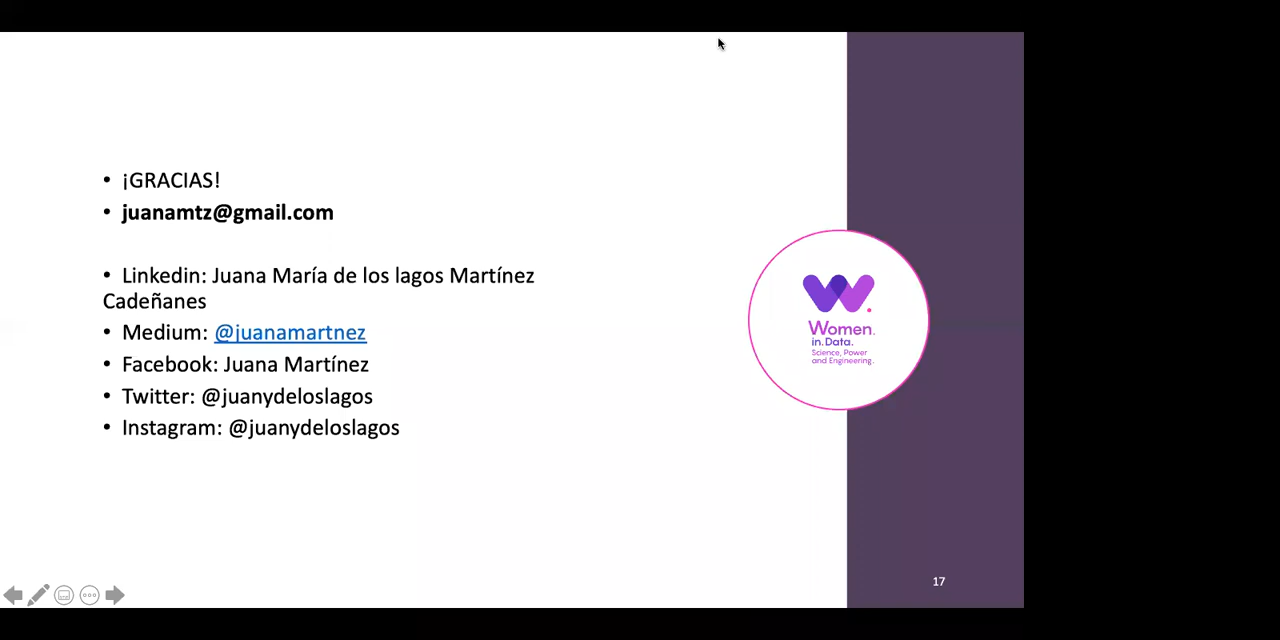 • ¡GRACIAS!
• juanamtz@gmail.com
• Linkedin: Juana María de los lagos Martínez
Cadeñanes
• Medium: @juanamartnez
• Facebook: Juana Martínez
• Twitter: @juanydeloslagos
• Instagram: @juanydeloslagos
Women.
in.Data.
Science, Power
and Engineering.
17